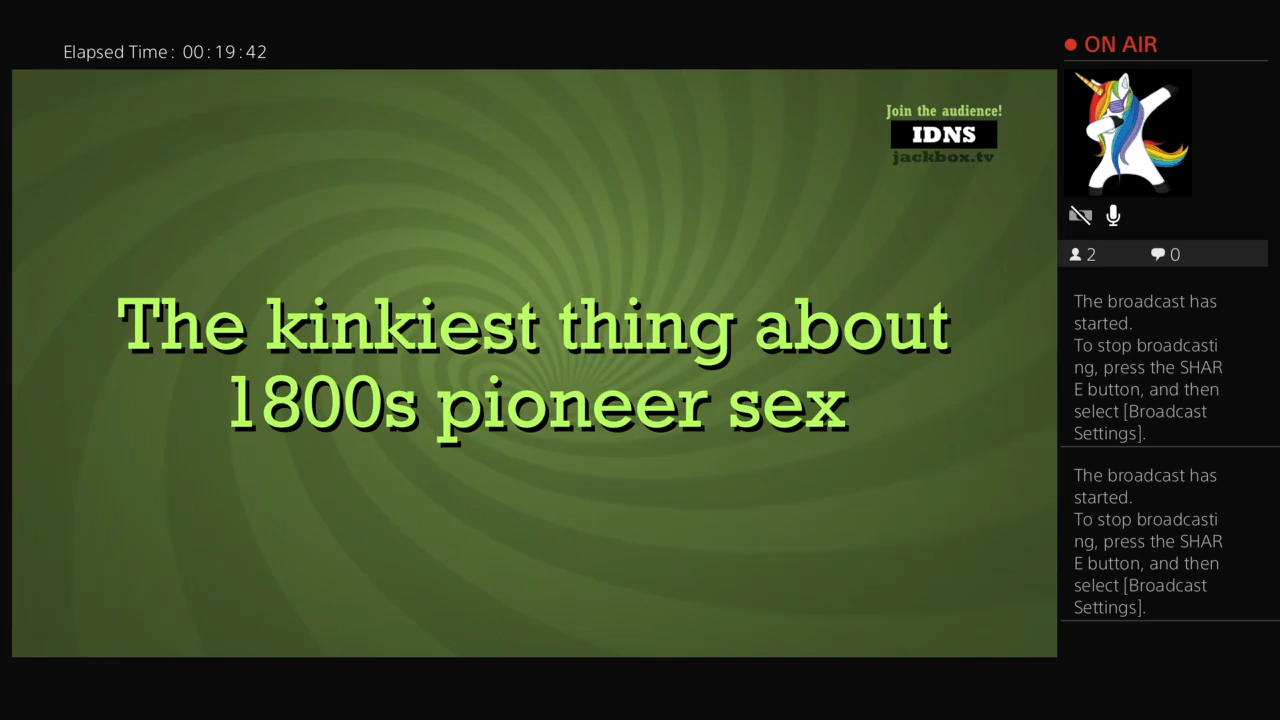 Elapsed Time: 00:19:42
ON AIR
Join the audience!
IDNS
jackbox.tv
The kinkiest thing about
1800s pioneer sex
2 0
The broadcast has
started.
To stop broadcasti
ng, press the SHAR
E button, and then
select [Broadcast
Settings].
The broadcast has
started.
To stop broadcasti
ng, press the SHAR
E button, and then
select [Broadcast
Settings].